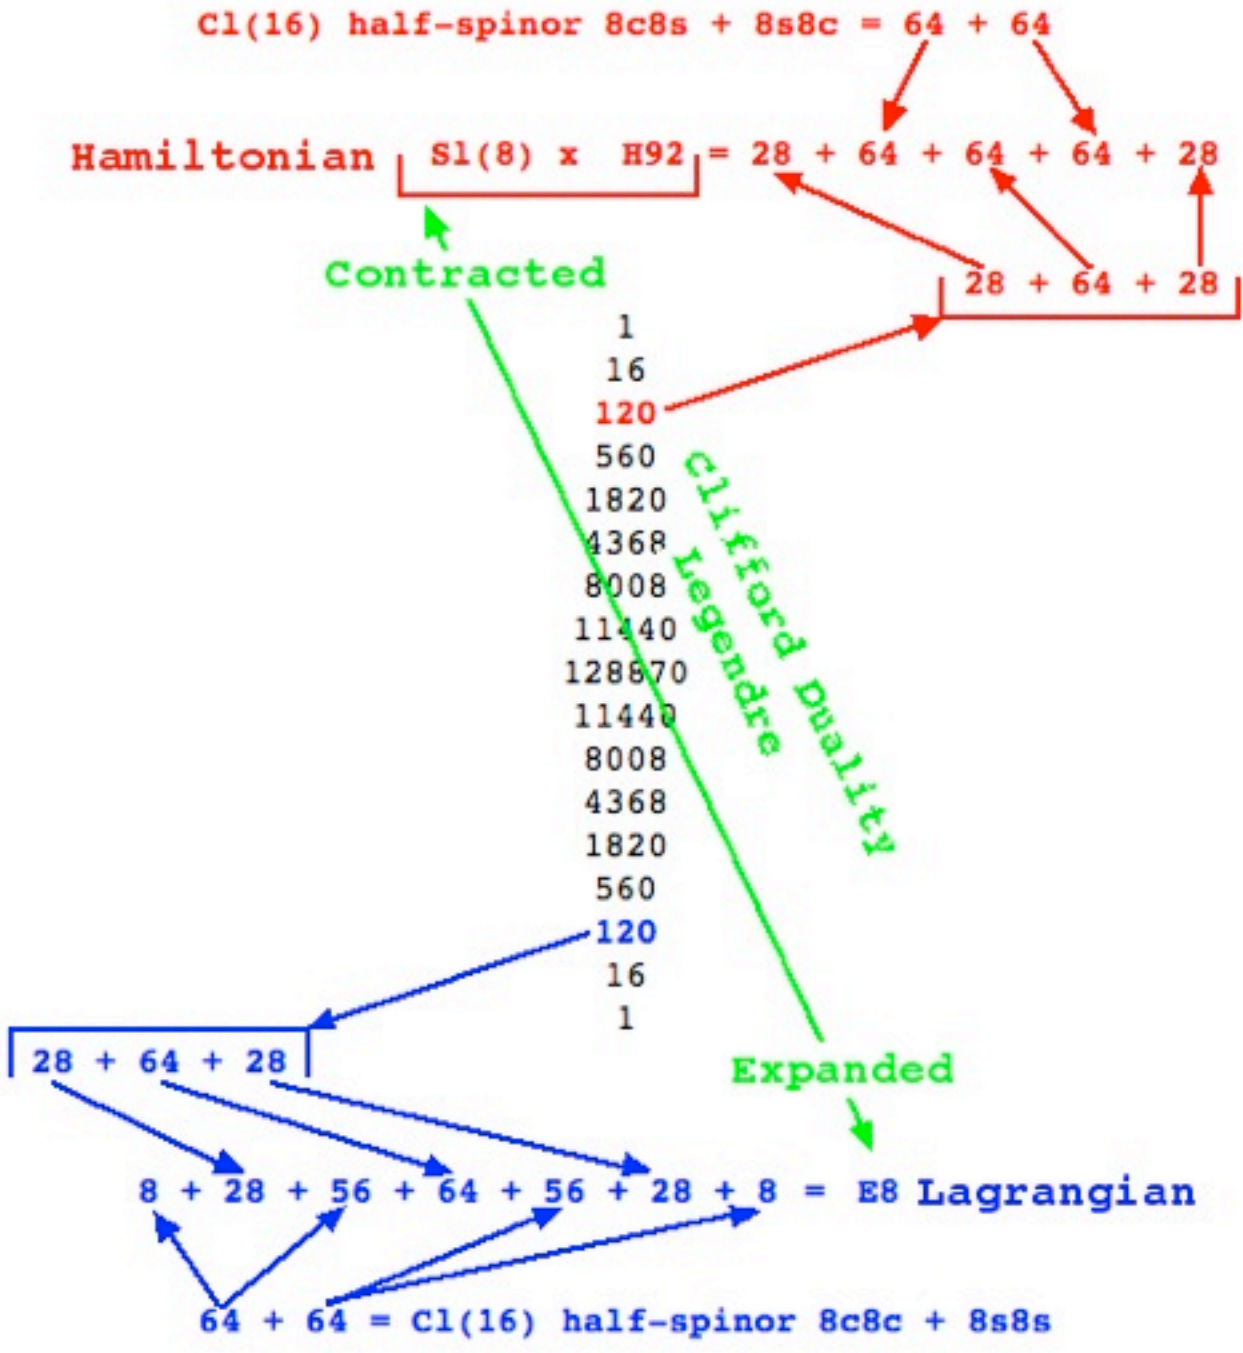 Cl(16) half-spinor 8c8s + 8s8c = 64 + 64
Hamiltonian Sl(8) x H92 = 28 + 64 + 64 + 64 + 28
Contracted
28 + 64 + 28
1
16
120
560
1820
4368
8008
11440
128870
11440
8008
4368
1820
560
120
16
1
Clifford Duality
Legendre
28 + 64 + 28
Expanded
8 + 28 + 56 + 64 + 56 + 28 + 8 = E8 Lagrangian
64 + 64 = Cl(16) half-spinor 8c8c + 8s8s